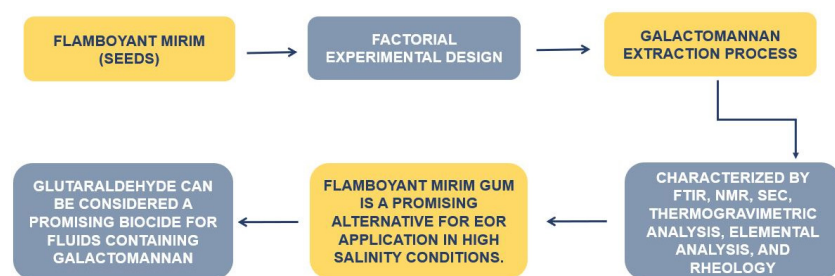 FLAMBOYANT MIRIM
(SEEDS)
FACTORIAL
EXPERIMENTAL DESIGN
GALACTOMANNAN
EXTRACTION PROCESS
CHARACTERIZED BY
FTIR, NMR, SEC,
THERMOGRAVIMETRIC
ANALYSIS, ELEMENTAL
ANALYSIS, AND
RHEOLOGY
FLAMBOYANT MIRIM GUM
IS A PROMISING
ALTERNATIVE FOR EOR
APPLICATION IN HIGH
SALINITY CONDITIONS.
GLUTARALDEHYDE CAN
BE CONSIDERED A
PROMISING BIOCIDE FOR
FLUIDS CONTAINING
GALACTOMANNAN